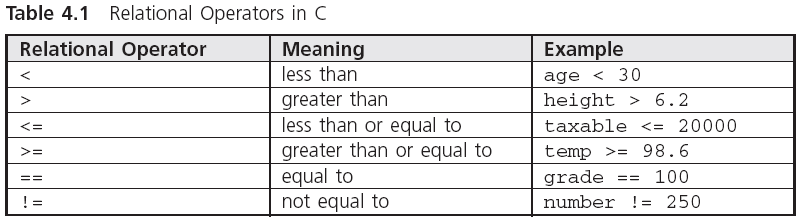 Table 4.1 Relational Operators in C
Relational Operator Meaning Example
< less than age < 30
> greater than height > 6.2
<= less than or equal to taxable <= 20000
>= greater than or equal to temp >= 98.6
== equal to grade == 100
!= not equal to number != 250